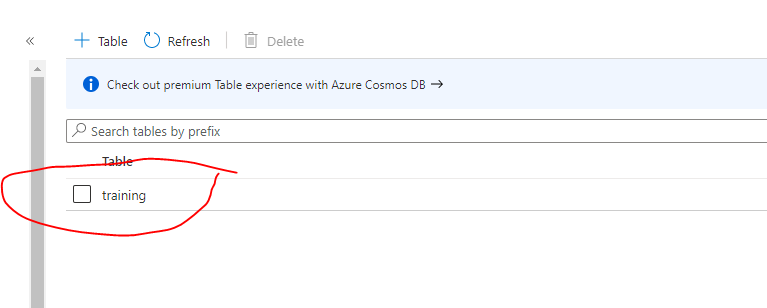 Table Refresh Delete
Check out premium Table experience with Azure Cosmos DB
Search tables by prefix
Table
training